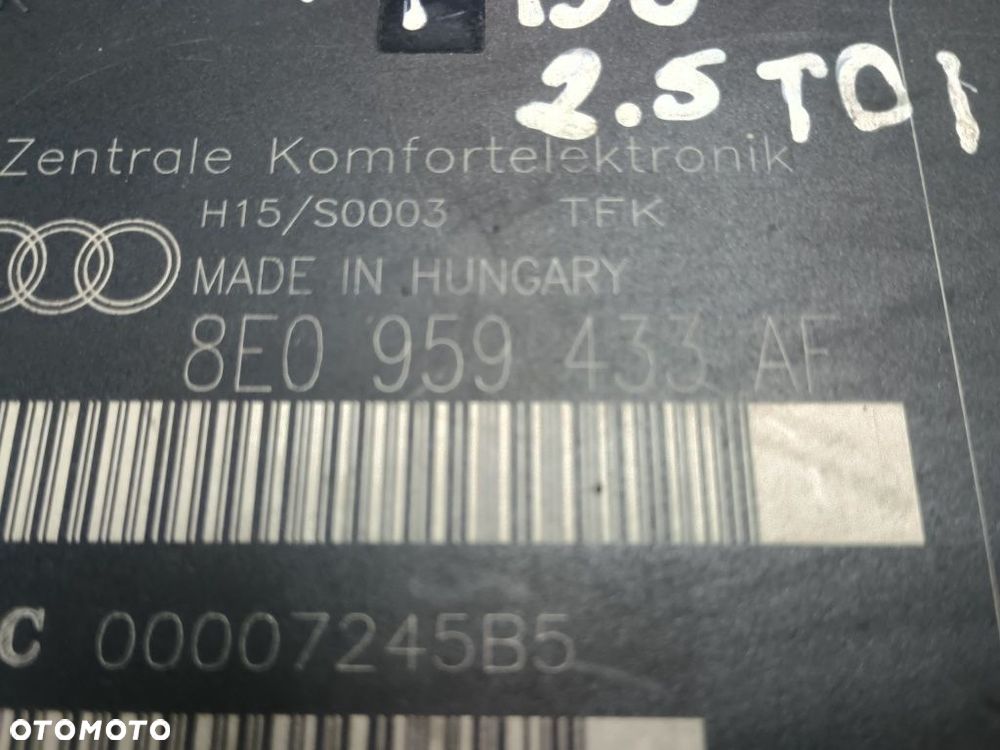 2.5 TDI
Zentrale Komfortelektronik
H15/S0003 TFK
MADE IN HUNGARY
8E0 959 433 AF
C 00007245B5
OTOMOTO